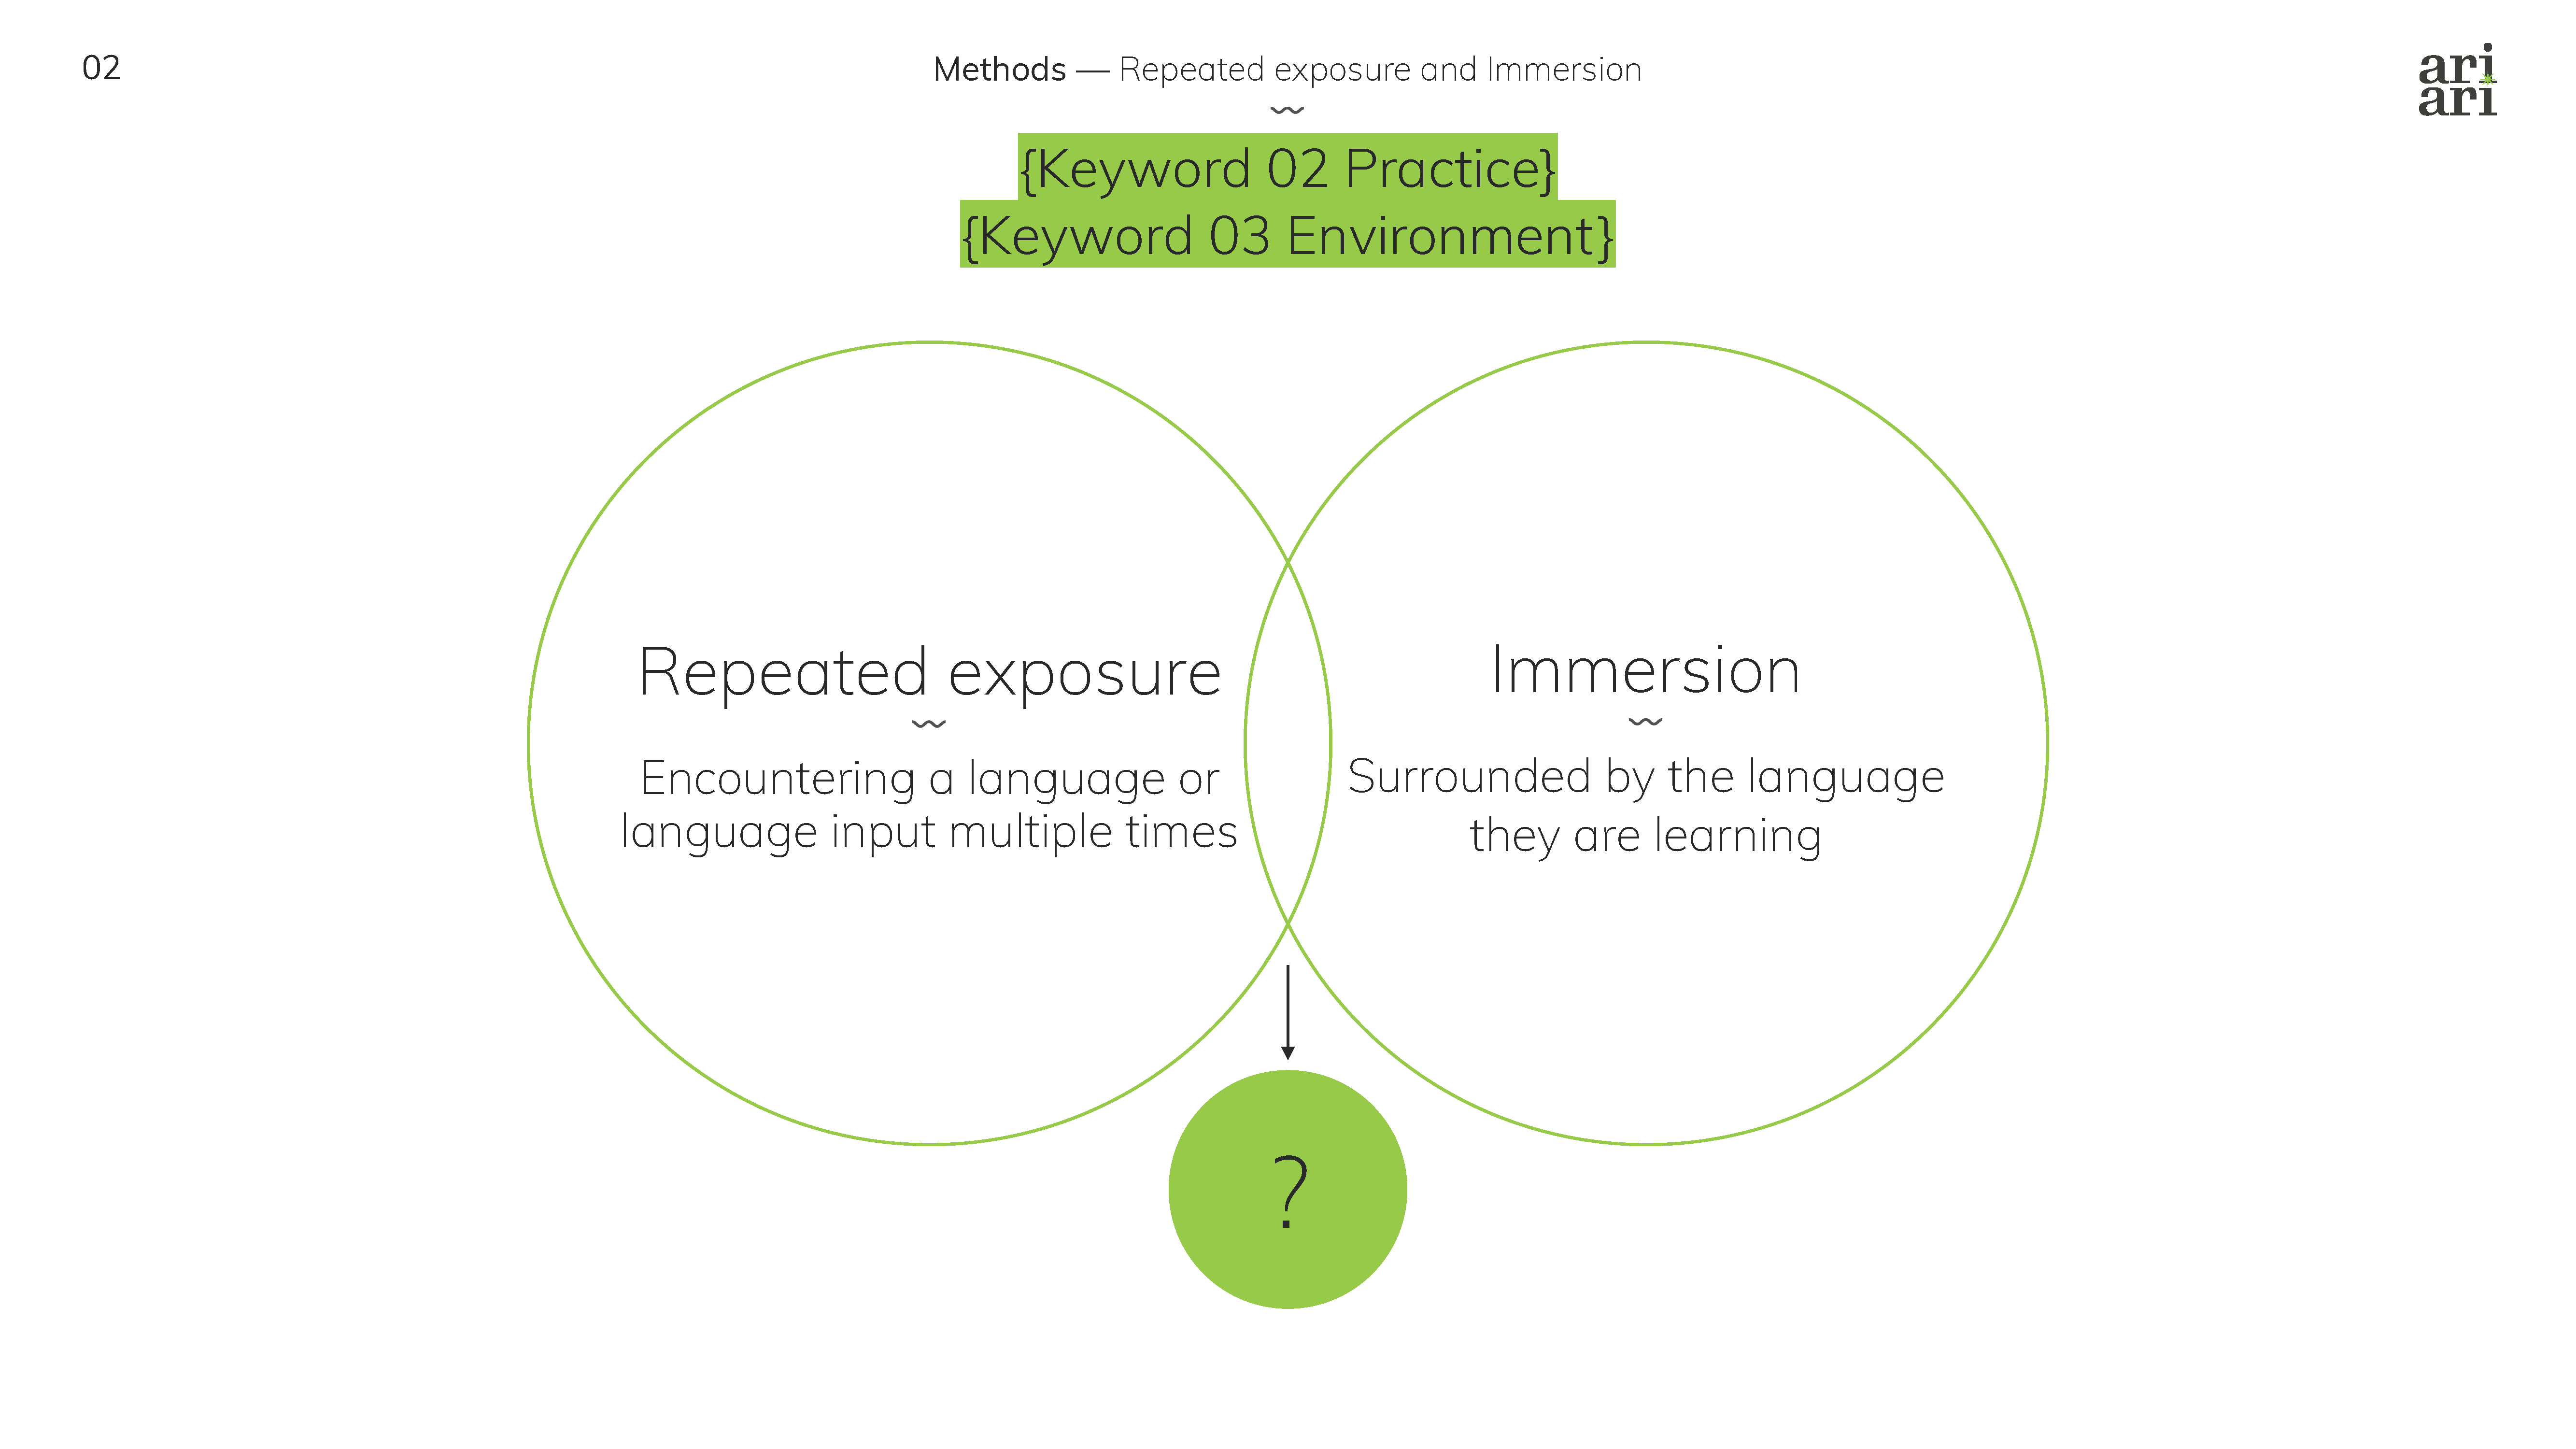 02
Methods — Repeated exposure and Immersion
ari
ari
{Keyword 02 Practice}
{Keyword 03 Environment}
Repeated exposure
Encountering a language or
language input multiple times
Immersion
Surrounded by the language
they are learning
?